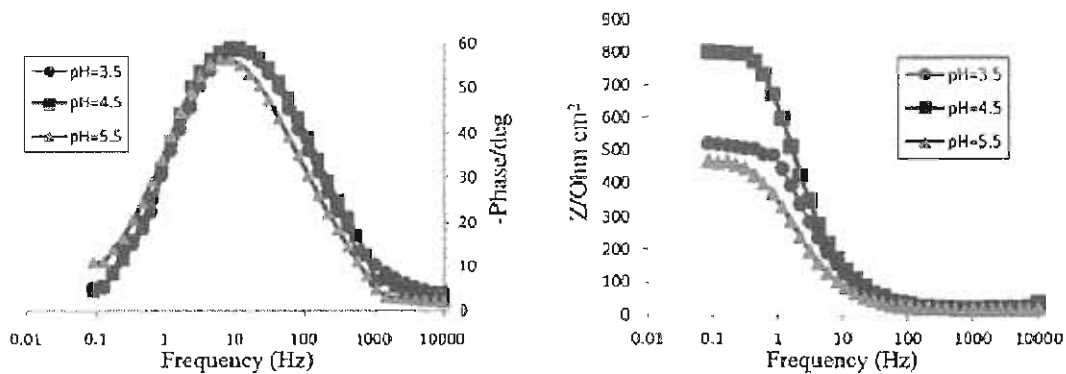 pH=3.5
pH=4.5
pH=5.5
60
50
40
30
20
10
0
-Phase/deg
0.01 0.1 1 10 100 1000 10000
Frequency (Hz)
900
800
700
600
500
400
300
200
100
0
Z/Ohm cm²
pH=3.5
pH=4.5
pH=5.5
0.01 0.1 1 10 100 1000 10000
Frequency (Hz)